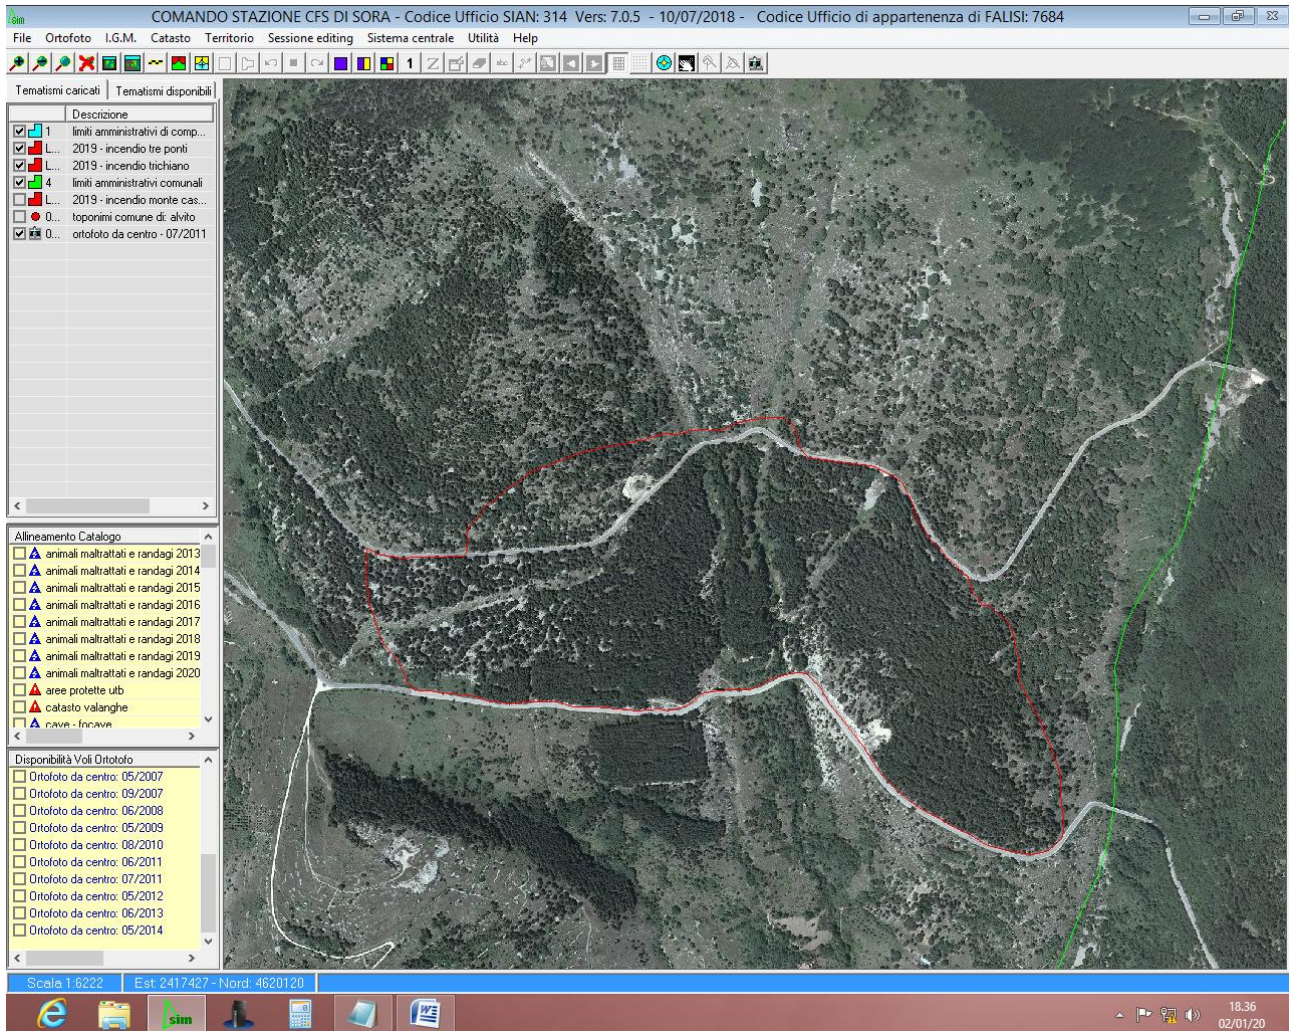 COMANDO STAZIONE CFS DI SORA - Codice Ufficio SIAN: 314 Vers: 7.0.5 - 10/07/2018 - Codice Ufficio di appartenenza di FALISI: 7684
File Ortofoto I.G.M. Catasto Territorio Sessione editing Sistema centrale Utilità Help
1 Z abc
Tematismi caricati Tematismi disponibili
Descrizione
1 limiti amministrativi di comp...
L... 2019 - incendio tre ponti
L... 2019 - incendio trichiano
4 limiti amministrativi comunali
L... 2019 - incendio monte cas...
0... toponimi comune di: alvito
0... ortofoto da centro - 07/2011
Allineamento Catalogo
animali maltrattati e randagi 2013
animali maltrattati e randagi 2014
animali maltrattati e randagi 2015
animali maltrattati e randagi 2016
animali maltrattati e randagi 2017
animali maltrattati e randagi 2018
animali maltrattati e randagi 2019
animali maltrattati e randagi 2020
aree protette utb
catasto valanghe
cave - focave
Disponibilità Voli Ortotofo
Ortofoto da centro: 05/2007
Ortofoto da centro: 09/2007
Ortofoto da centro: 06/2008
Ortofoto da centro: 05/2009
Ortofoto da centro: 08/2010
Ortofoto da centro: 06/2011
Ortofoto da centro: 07/2011
Ortofoto da centro: 05/2012
Ortofoto da centro: 06/2013
Ortofoto da centro: 05/2014
Scala 1:6222 Est: 2417427 - Nord: 4620120
sim
18.36
02/01/20